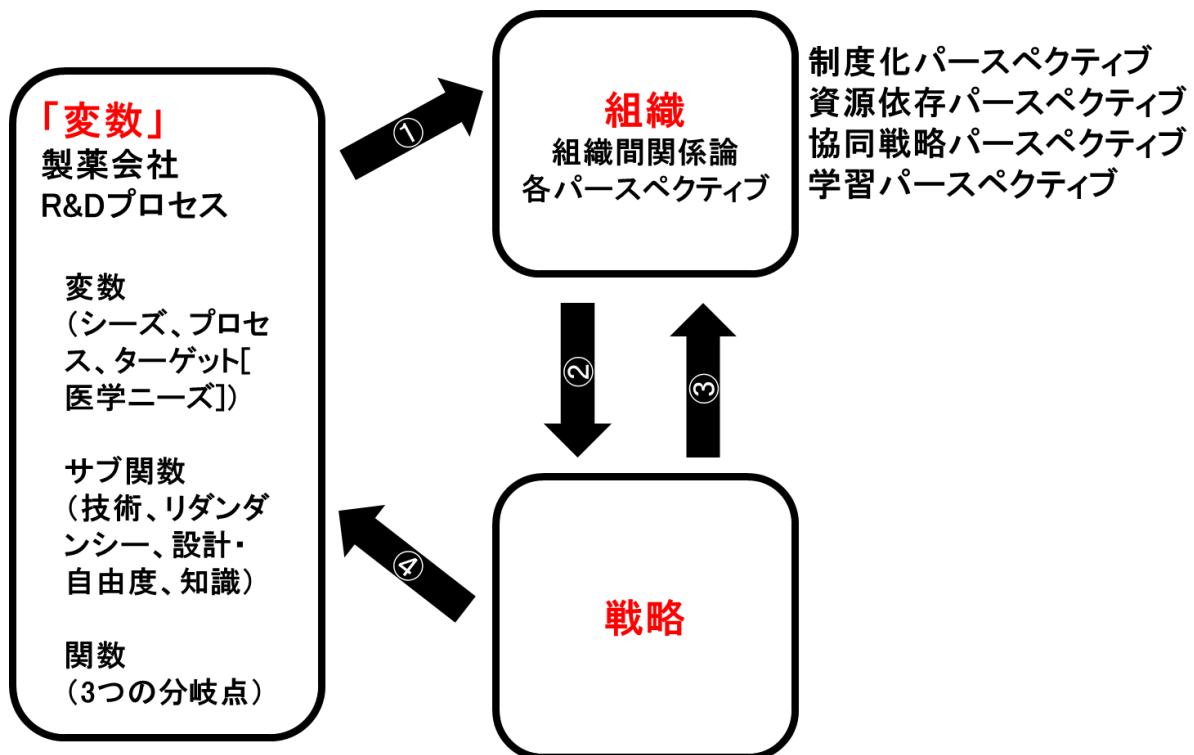 「変数」
製薬会社
R&Dプロセス
変数
(シーズ、プロセ
ス、ターゲット[
医学ニーズ])
サブ関数
(技術、リダンダ
ンシー、設計・
自由度、知識)
関数
(3つの分岐点)
①
組織
組織間関係論
各パースペクティブ
制度化パースペクティブ
資源依存パースペクティブ
協同戦略パースペクティブ
学習パースペクティブ
②
③
④
戦略